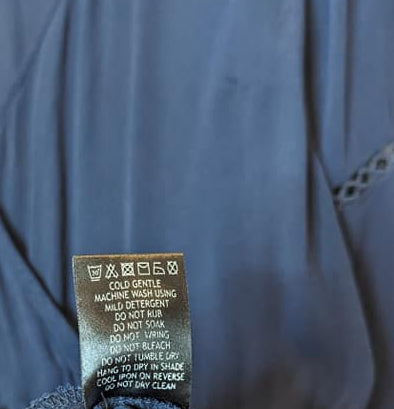 COLD GENTLE
MACHINE WASH USING
MILD DETERGENT
DO NOT RUB
DO NOT SOAK
DO NOT WRING
DO NOT BLEACH
DO NOT TUMBLE DRY
HANG TO DRY IN SHADE
COOL IRON ON REVERSE
DO NOT DRY CLEAN